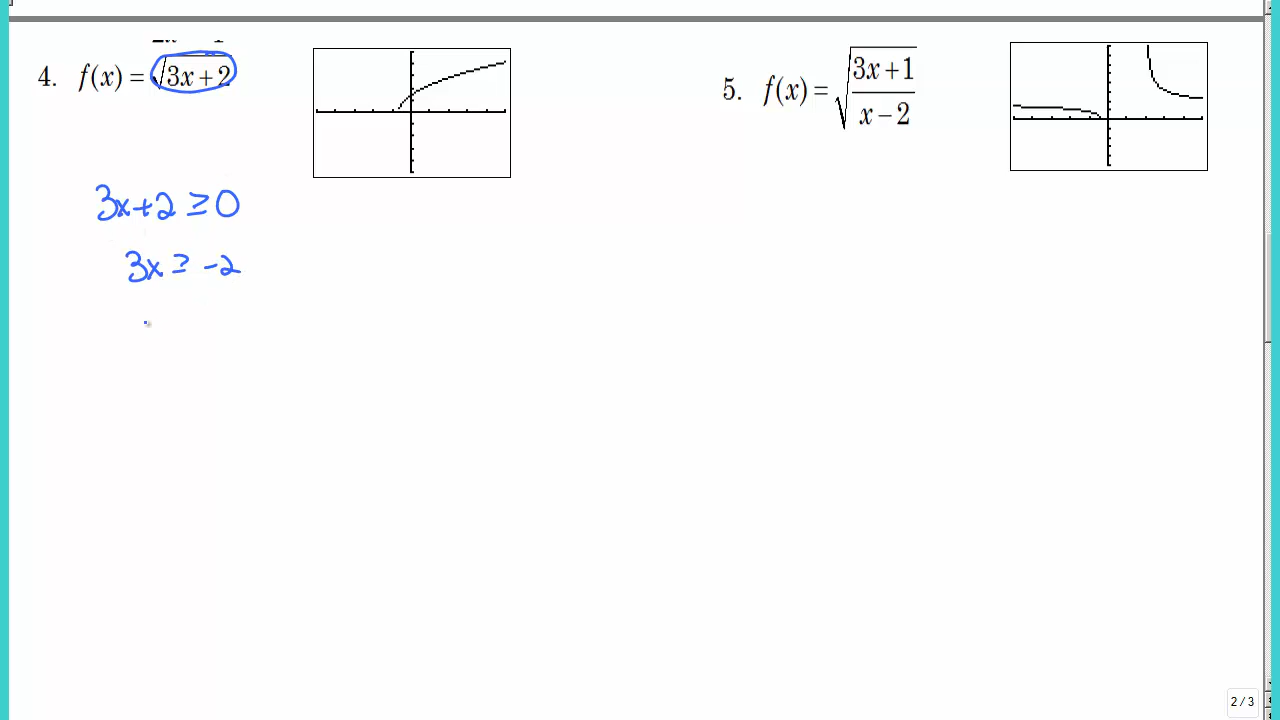 4. f(x) = √(3x + 2)
3x+2 ≥ 0
3x ≥ -2
5. f(x) = √((3x + 1)/(x − 2))
2 / 3